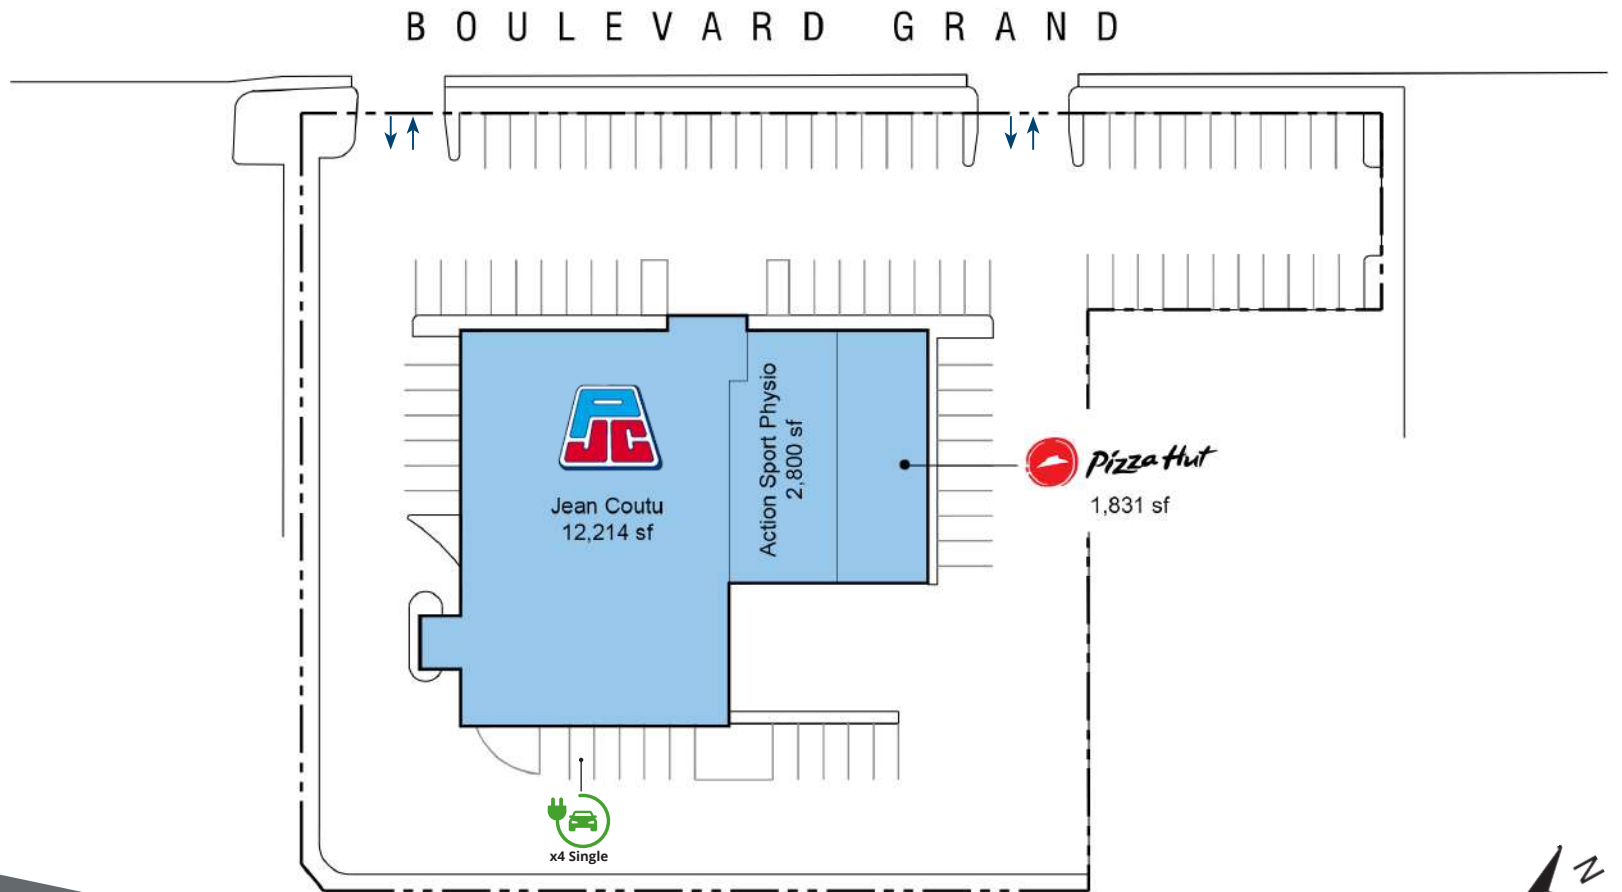 BOULEVARD GRAND
PJC
Jean Coutu
12,214 sf
Action Sport Physio
2,800 sf
Pizza Hut
1,831 sf
x4 Single
N